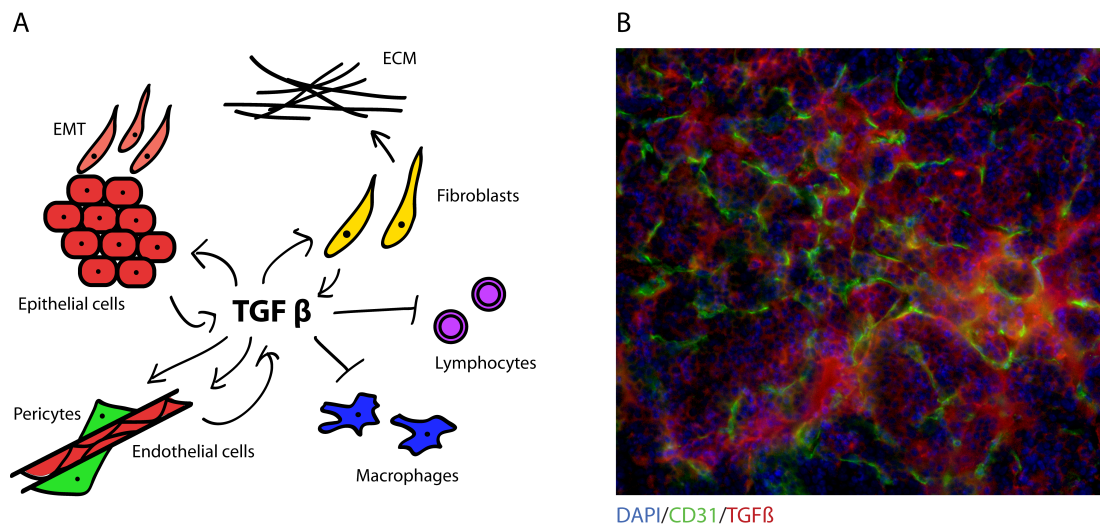 A
B
ECM
EMT
Fibroblasts
Epithelial cells
TGF β
Lymphocytes
Pericytes
Endothelial cells
Macrophages
DAPI/CD31/TGFß